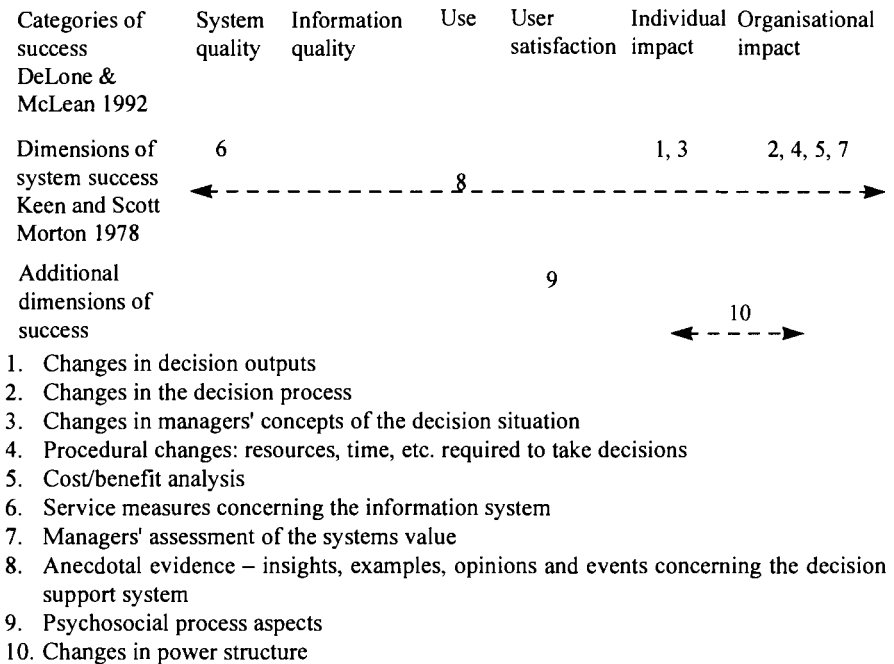 Categories of success DeLone & McLean 1992 System quality Information quality Use User satisfaction Individual impact Organisational impact
Dimensions of system success Keen and Scott Morton 1978 6 1, 3 2, 4, 5, 7
8
Additional dimensions of success 9
10
1. Changes in decision outputs
2. Changes in the decision process
3. Changes in managers' concepts of the decision situation
4. Procedural changes: resources, time, etc. required to take decisions
5. Cost/benefit analysis
6. Service measures concerning the information system
7. Managers' assessment of the systems value
8. Anecdotal evidence – insights, examples, opinions and events concerning the decision
support system
9. Psychosocial process aspects
10. Changes in power structure